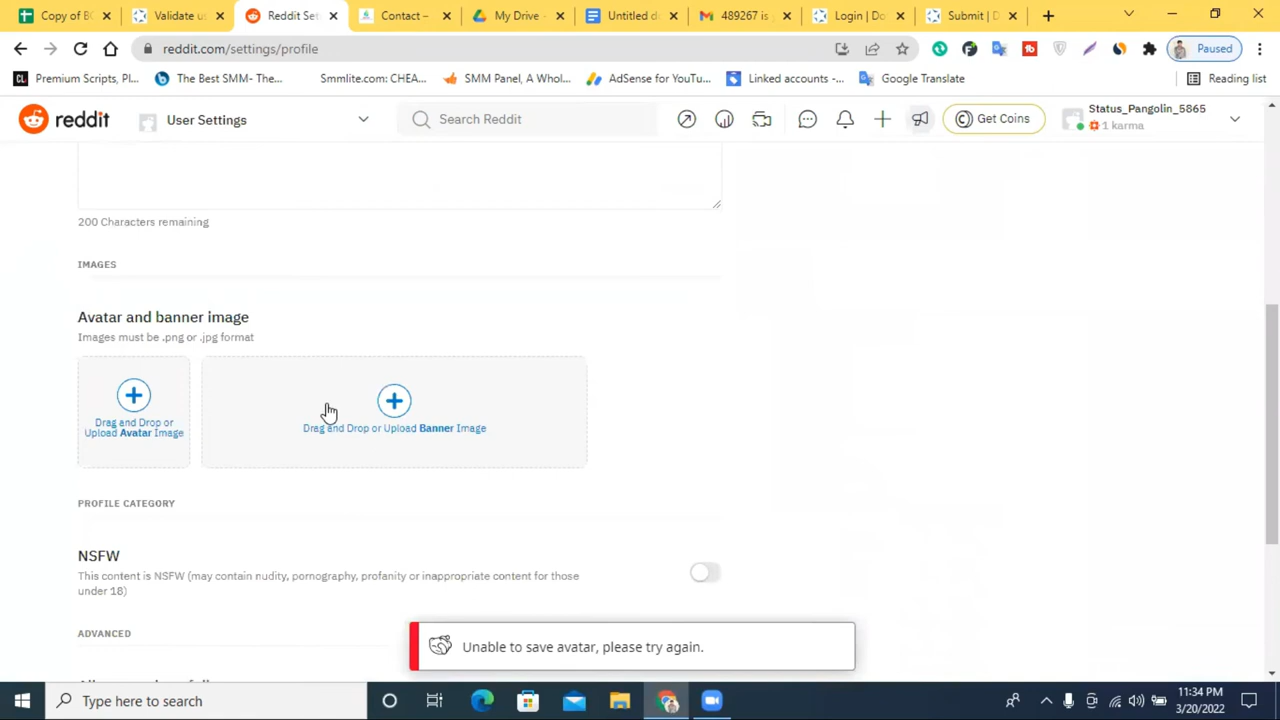 Copy of BC
Validate us
Reddit Set
Contact –
My Drive -
Untitled d
489267 is
Login | Do
Submit | D
reddit.com/settings/profile
Paused
Premium Scripts, Pl...
The Best SMM- The...
Smmlite.com: CHEA...
SMM Panel, A Whol...
AdSense for YouTu...
Linked accounts -...
Google Translate
Reading list
reddit
User Settings
Search Reddit
Get Coins
Status_Pangolin_5865
1 karma
200 Characters remaining
IMAGES
Avatar and banner image
Images must be .png or .jpg format
Drag and Drop or
Upload Avatar Image
Drag and Drop or Upload Banner Image
PROFILE CATEGORY
NSFW
This content is NSFW (may contain nudity, pornography, profanity or inappropriate content for those
under 18)
ADVANCED
Unable to save avatar, please try again.
Type here to search
11:34 PM
3/20/2022